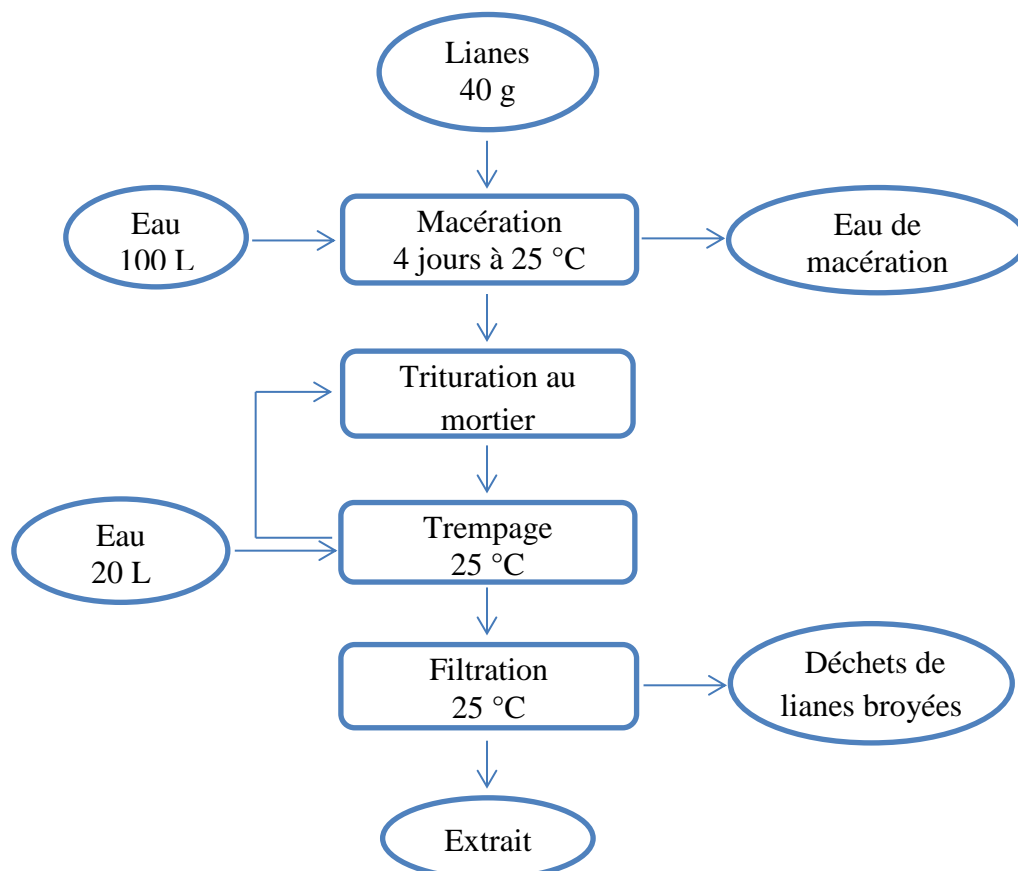 Lianes
40 g
Eau
100 L
Macération
4 jours à 25 °C
Eau de
macération
Trituration au
mortier
Eau
20 L
Trempage
25 °C
Filtration
25 °C
Déchets de
lianes broyées
Extrait